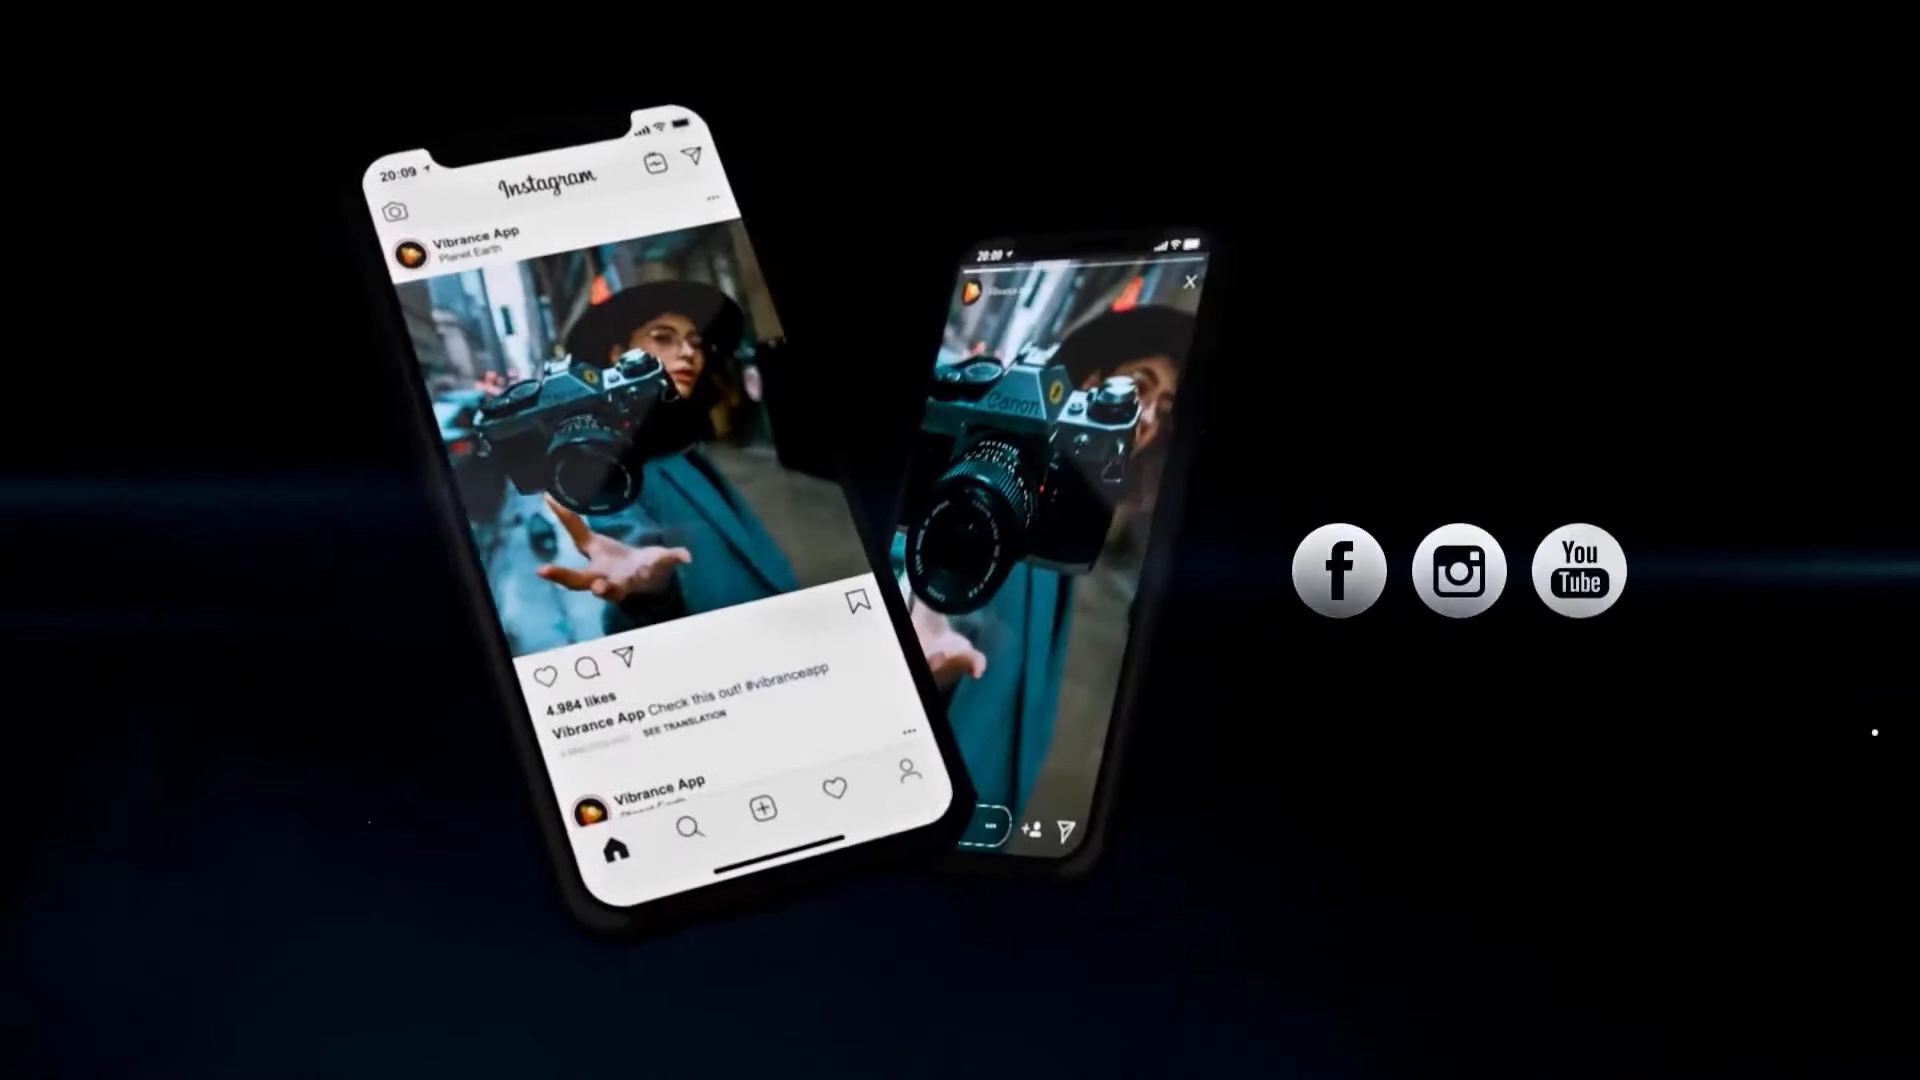 20:09
Instagram
Vibrance App
Planet Earth
4.984 likes
Vibrance App Check this out! #vibranceapp
SEE TRANSLATION
Vibrance App
20:09
Vibrance
Canon
f
You
Tube